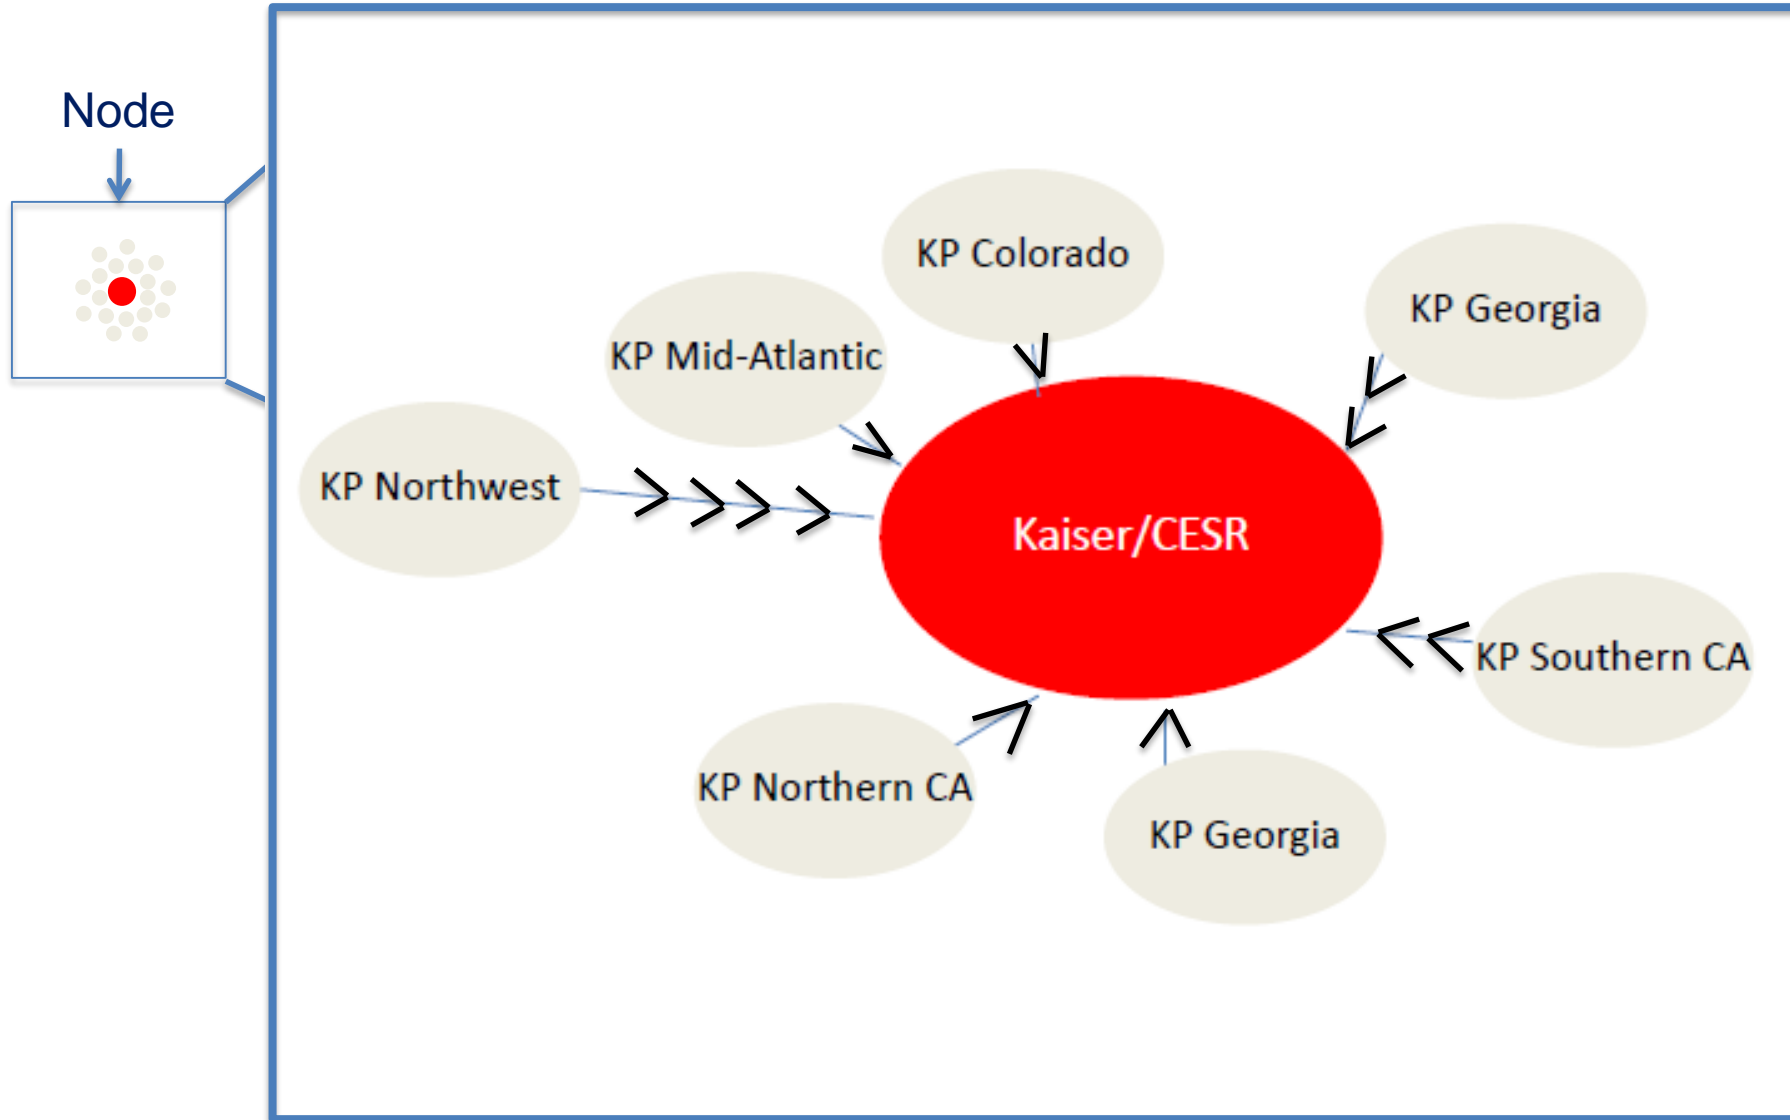 Node
KP Colorado
KP Georgia
KP Mid-Atlantic
KP Northwest
Kaiser/CESR
KP Southern CA
KP Northern CA
KP Georgia